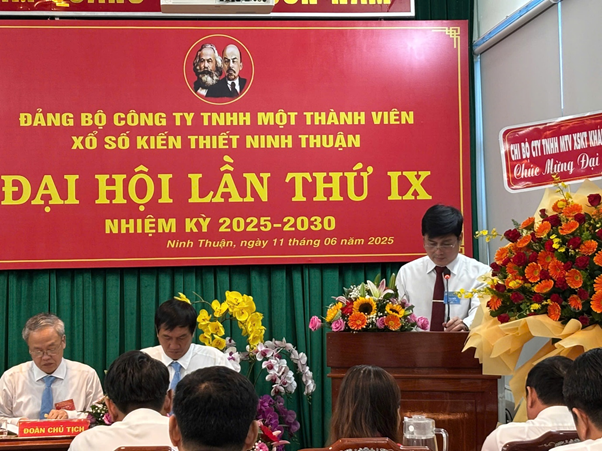 ĐẢNG BỘ CÔNG TY TNHH MỘT THÀNH VIÊN
XỔ SỐ KIẾN THIẾT NINH THUẬN
ĐẠI HỘI LẦN THỨ IX
NHIỆM KỲ 2025-2030
Ninh Thuận, ngày 11 tháng 06 năm 2025
CHI BỘ CTY TNHH MTV XSKT KHÁ
Chúc Mừng Đại
ĐOÀN CHỦ TỊCH